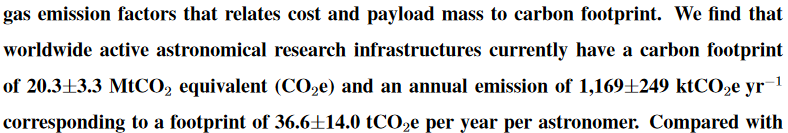 gas emission factors that relates cost and payload mass to carbon footprint. We find that
worldwide active astronomical research infrastructures currently have a carbon footprint
of 20.3±3.3 MtCO₂ equivalent (CO₂e) and an annual emission of 1,169±249 ktCO₂e yr⁻¹
corresponding to a footprint of 36.6±14.0 tCO₂e per year per astronomer. Compared with